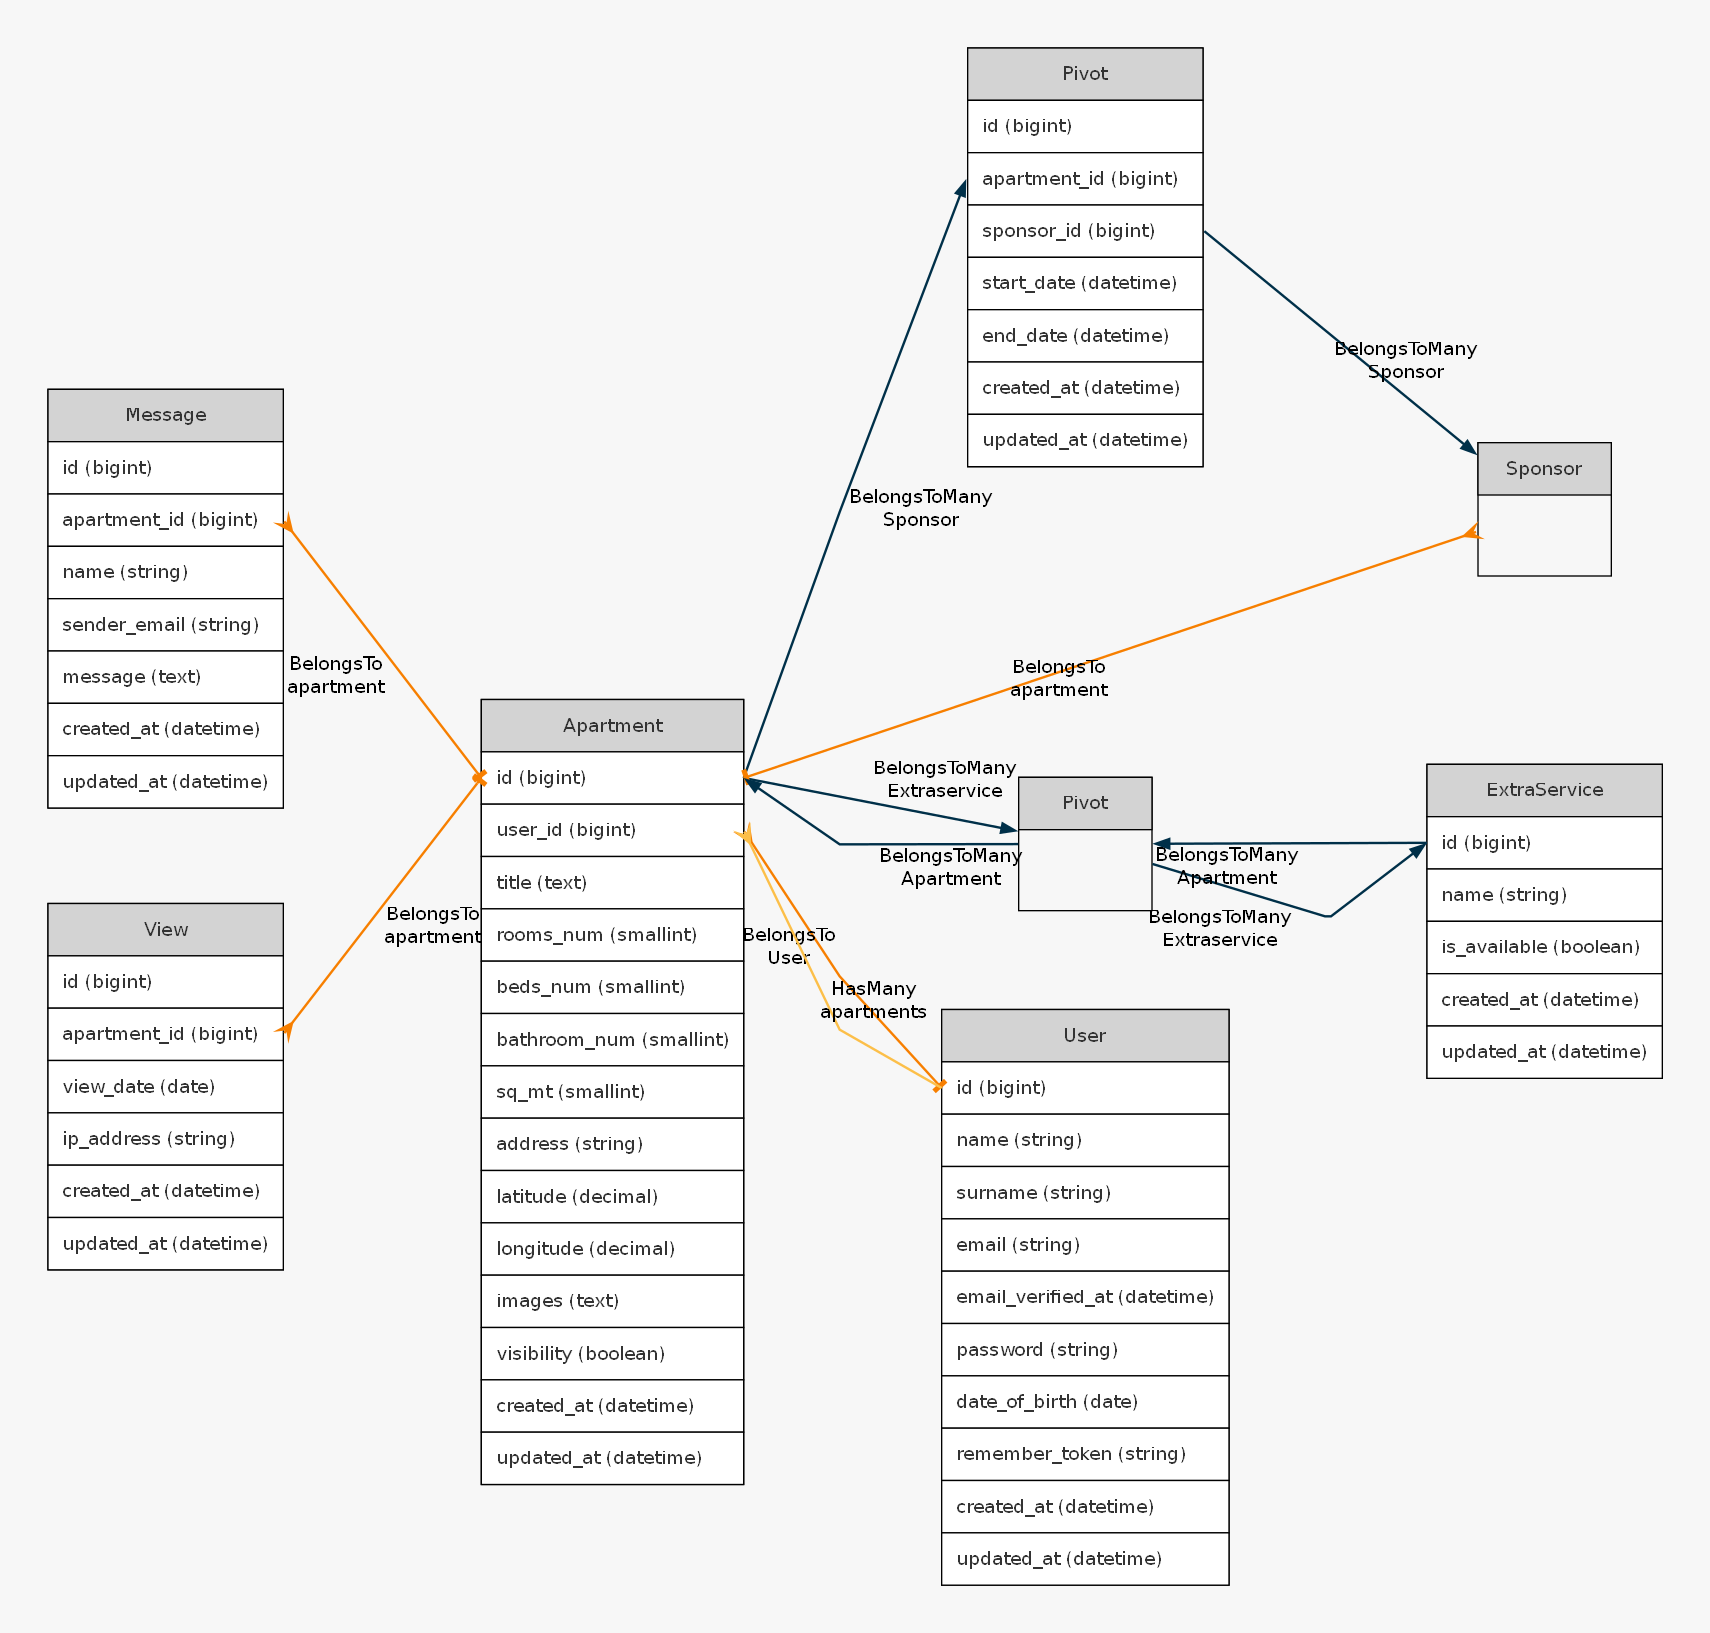 Pivot
id (bigint)
apartment_id (bigint)
sponsor_id (bigint)
start_date (datetime)
end_date (datetime)
created_at (datetime)
updated_at (datetime)
BelongsToMany
Sponsor
Message
id (bigint)
apartment_id (bigint)
name (string)
sender_email (string)
message (text)
created_at (datetime)
updated_at (datetime)
Sponsor
BelongsToMany
Sponsor
BelongsTo
apartment
BelongsTo
apartment
Apartment
id (bigint)
user_id (bigint)
title (text)
rooms_num (smallint)
beds_num (smallint)
bathroom_num (smallint)
sq_mt (smallint)
address (string)
latitude (decimal)
longitude (decimal)
images (text)
visibility (boolean)
created_at (datetime)
updated_at (datetime)
BelongsToMany
Extraservice
Pivot
BelongsToMany
Apartment
BelongsToMany
Apartment
BelongsToMany
Extraservice
ExtraService
id (bigint)
name (string)
is_available (boolean)
created_at (datetime)
updated_at (datetime)
View
id (bigint)
apartment_id (bigint)
view_date (date)
ip_address (string)
created_at (datetime)
updated_at (datetime)
BelongsTo
apartment
BelongsTo
User
HasMany
apartments
User
id (bigint)
name (string)
surname (string)
email (string)
email_verified_at (datetime)
password (string)
date_of_birth (date)
remember_token (string)
created_at (datetime)
updated_at (datetime)